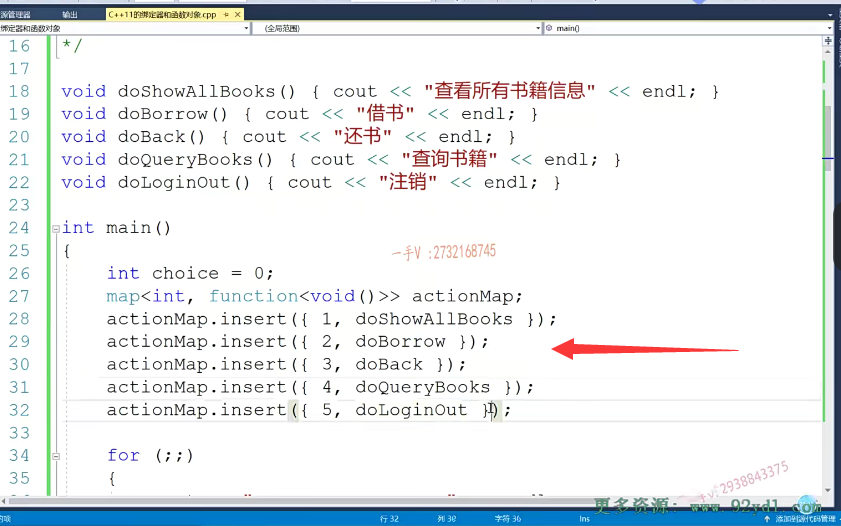 源管理器 输出 C++11的绑定器和函数对象.cpp
绑定器和函数对象 (全局范围) main()
16 */
17
18 void doShowAllBooks() { cout << "查看所有书籍信息" << endl; }
19 void doBorrow() { cout << "借书" << endl; }
20 void doBack() { cout << "还书" << endl; }
21 void doQueryBooks() { cout << "查询书籍" << endl; }
22 void doLoginOut() { cout << "注销" << endl; }
23
24 int main()
25 {
一手V :2732168745
26 int choice = 0;
27 map<int, function<void()>> actionMap;
28 actionMap.insert({ 1, doShowAllBooks });
29 actionMap.insert({ 2, doBorrow });
30 actionMap.insert({ 3, doBack });
31 actionMap.insert({ 4, doQueryBooks });
32 actionMap.insert({ 5, doLoginOut });
33
34 for (;;)
35 {
2938843375
更多资源: www.92ydl.com
的项 行 32 列 38 字符 36 Ins 添加到源代码管理